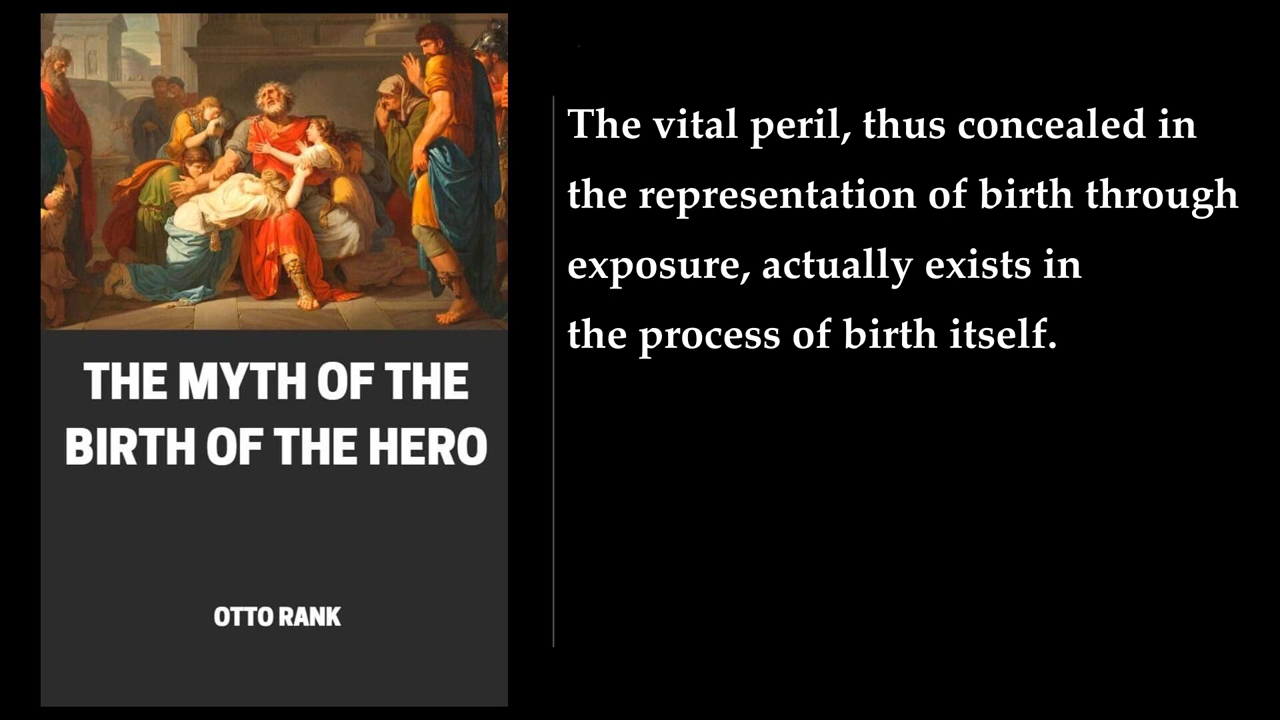 THE MYTH OF THE
BIRTH OF THE HERO
OTTO RANK
The vital peril, thus concealed in
the representation of birth through
exposure, actually exists in
the process of birth itself.